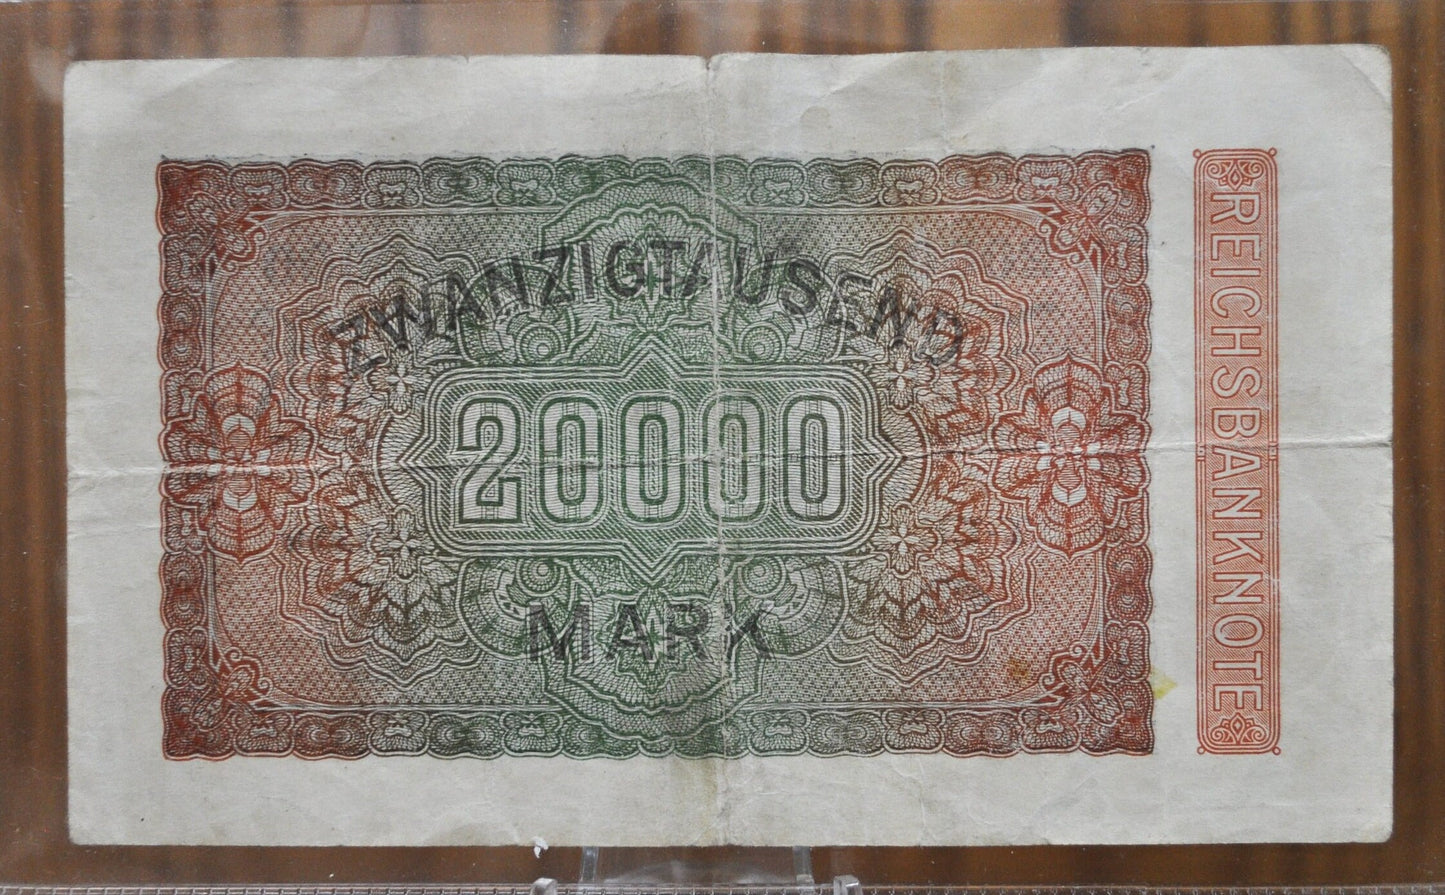 ZWANZIGTAUSEND
20000
MARK
REICHSBANKNOTE